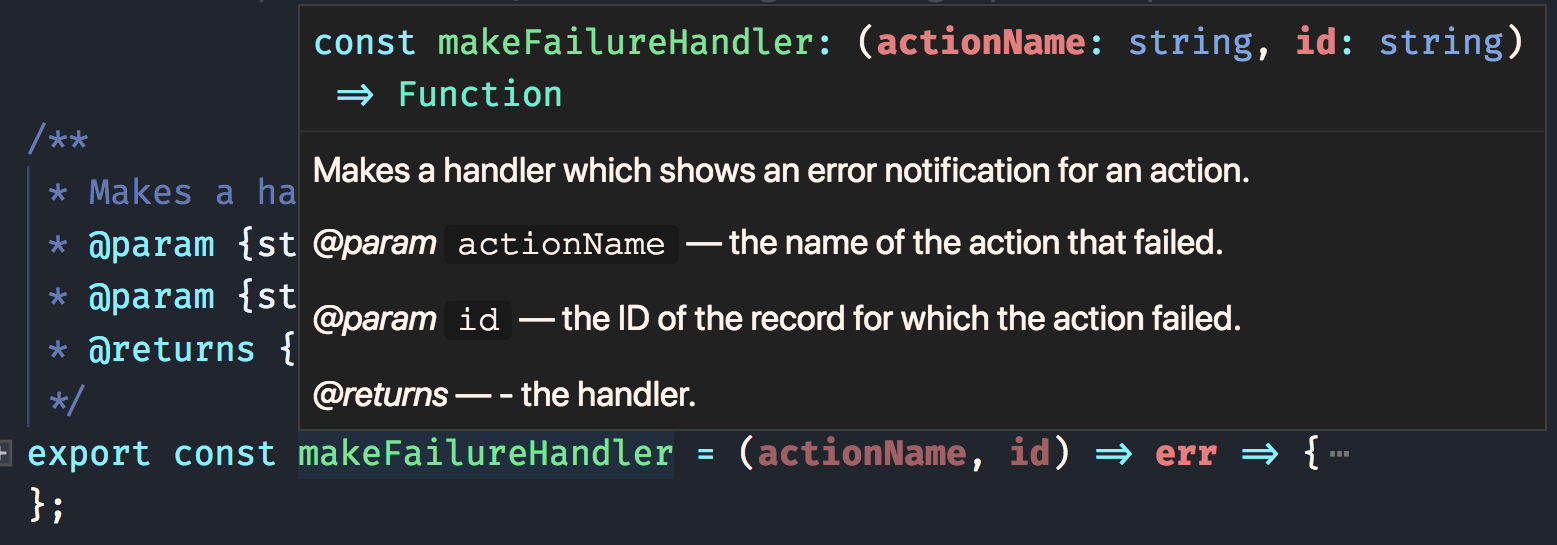 const makeFailureHandler: (actionName: string, id: string)
=> Function
Makes a handler which shows an error notification for an action.
@param actionName — the name of the action that failed.
@param id — the ID of the record for which the action failed.
@returns — - the handler.
/**
* Makes a ha
* @param {st
* @param {st
* @returns {
*/
export const makeFailureHandler = (actionName, id) => err => {…
};